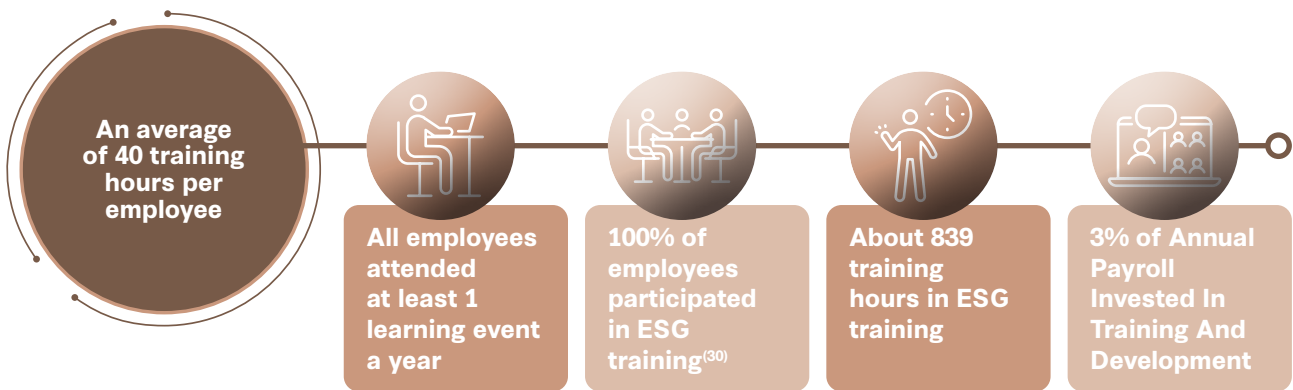 An average
of 40 training
hours per
employee
All employees
attended
at least 1
learning event
a year
100% of
employees
participated
in ESG
training(30)
About 839
training
hours in ESG
training
3% of Annual
Payroll
Invested In
Training And
Development